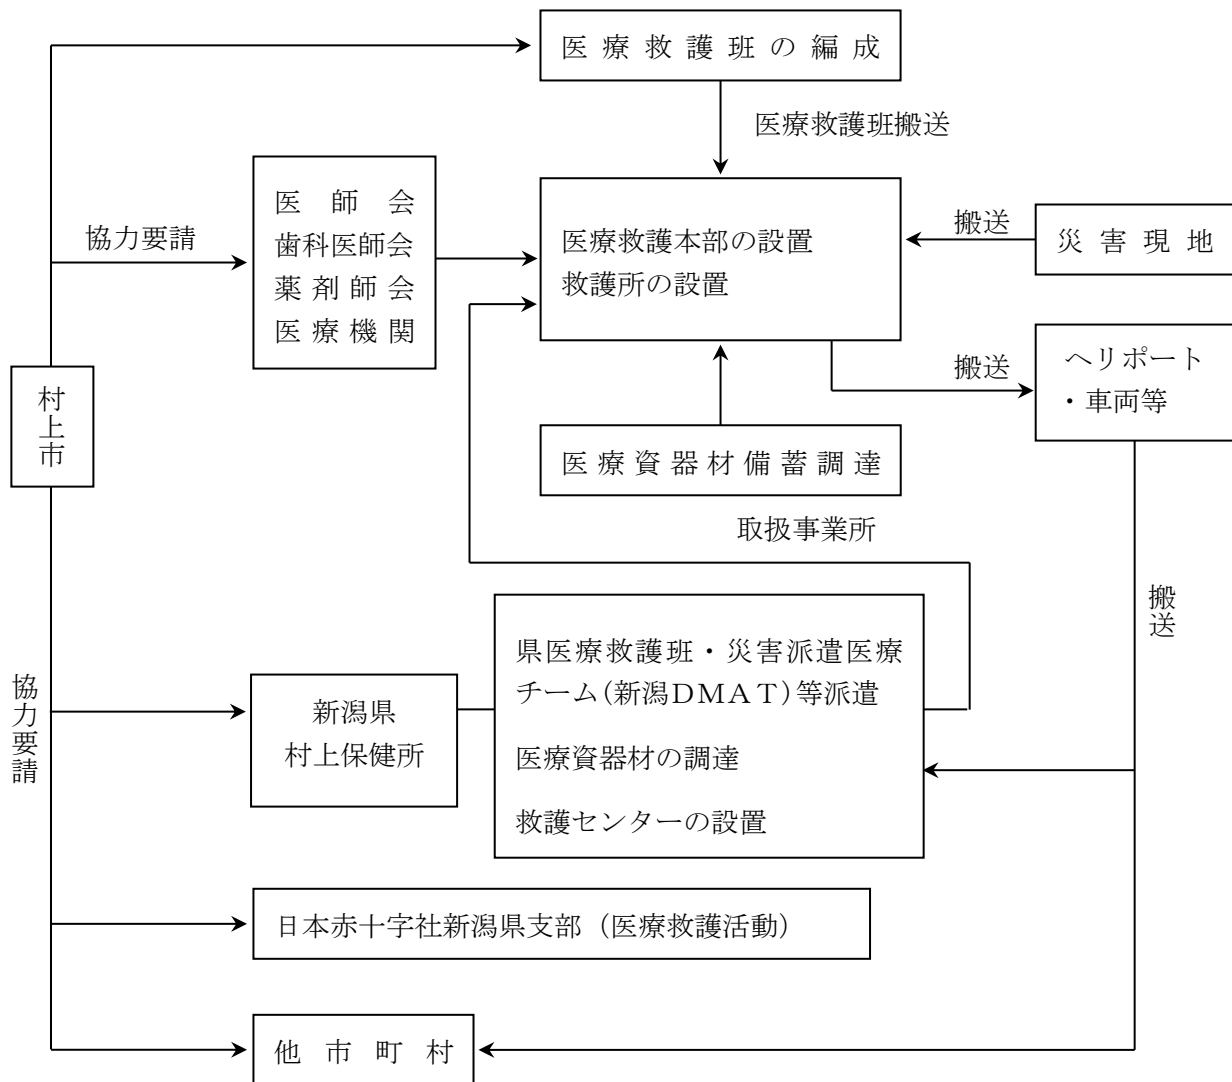 医療救護班の編成
医療救護班搬送
医師会
歯科医師会
薬剤師会
医療機関
協力要請
医療救護本部の設置
救護所の設置
搬送
災害現地
搬送
ヘリポート
・車両等
村上市
医療資器材備蓄調達
取扱事業所
搬送
協力要請
新潟県
村上保健所
県医療救護班・災害派遣医療
チーム(新潟DMAT)等派遣
医療資器材の調達
救護センターの設置
日本赤十字社新潟県支部（医療救護活動）
他市町村